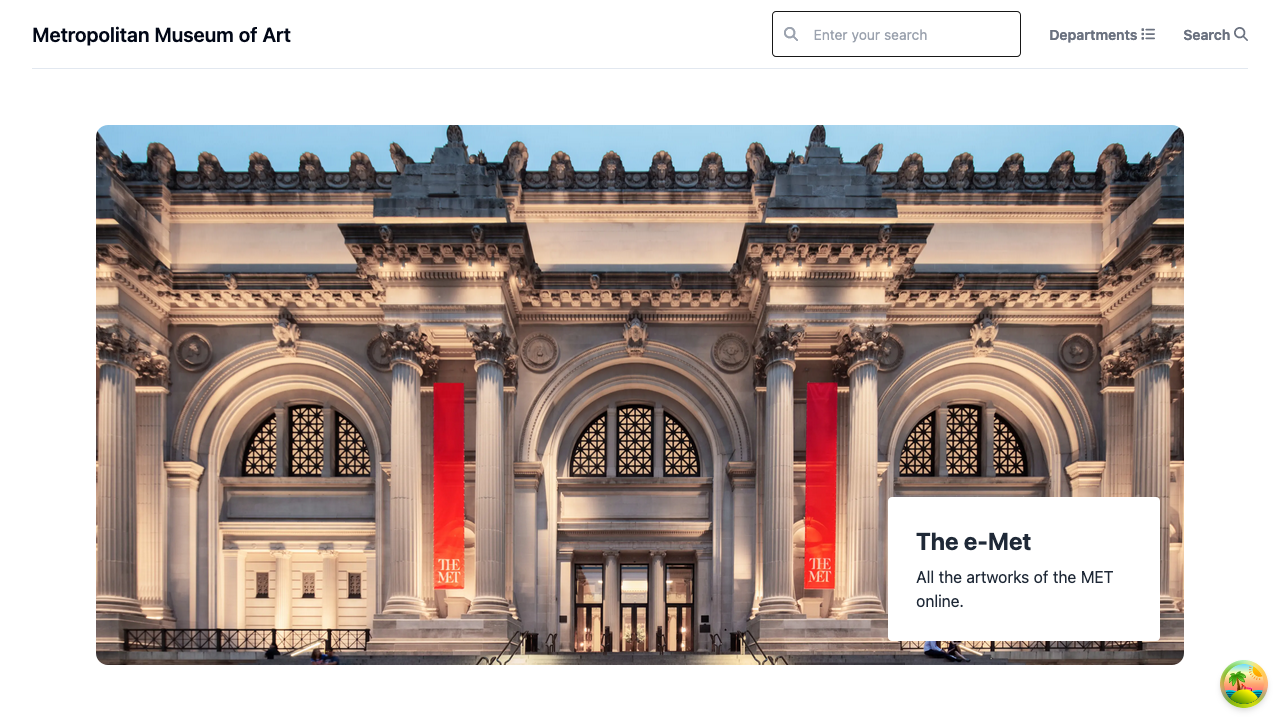 Metropolitan Museum of Art
Enter your search
Departments
Search
THE
MET
THE
MET
The e-Met
All the artworks of the MET
online.